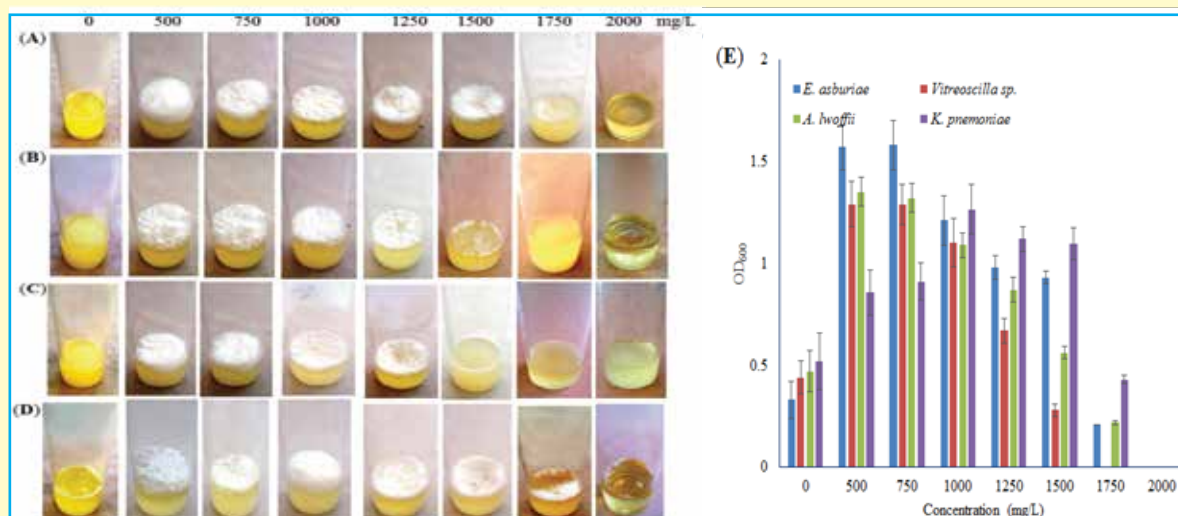 0 500 750 1000 1250 1500 1750 2000 mg/L
(A)
(B)
(C)
(D)
(E)
2
1.5
1
0.5
0
OD600
E. asburiae
Vitreoscilla sp.
A. lwoffii
K. pnemoniae
0 500 750 1000 1250 1500 1750 2000
Concentration (mg/L)